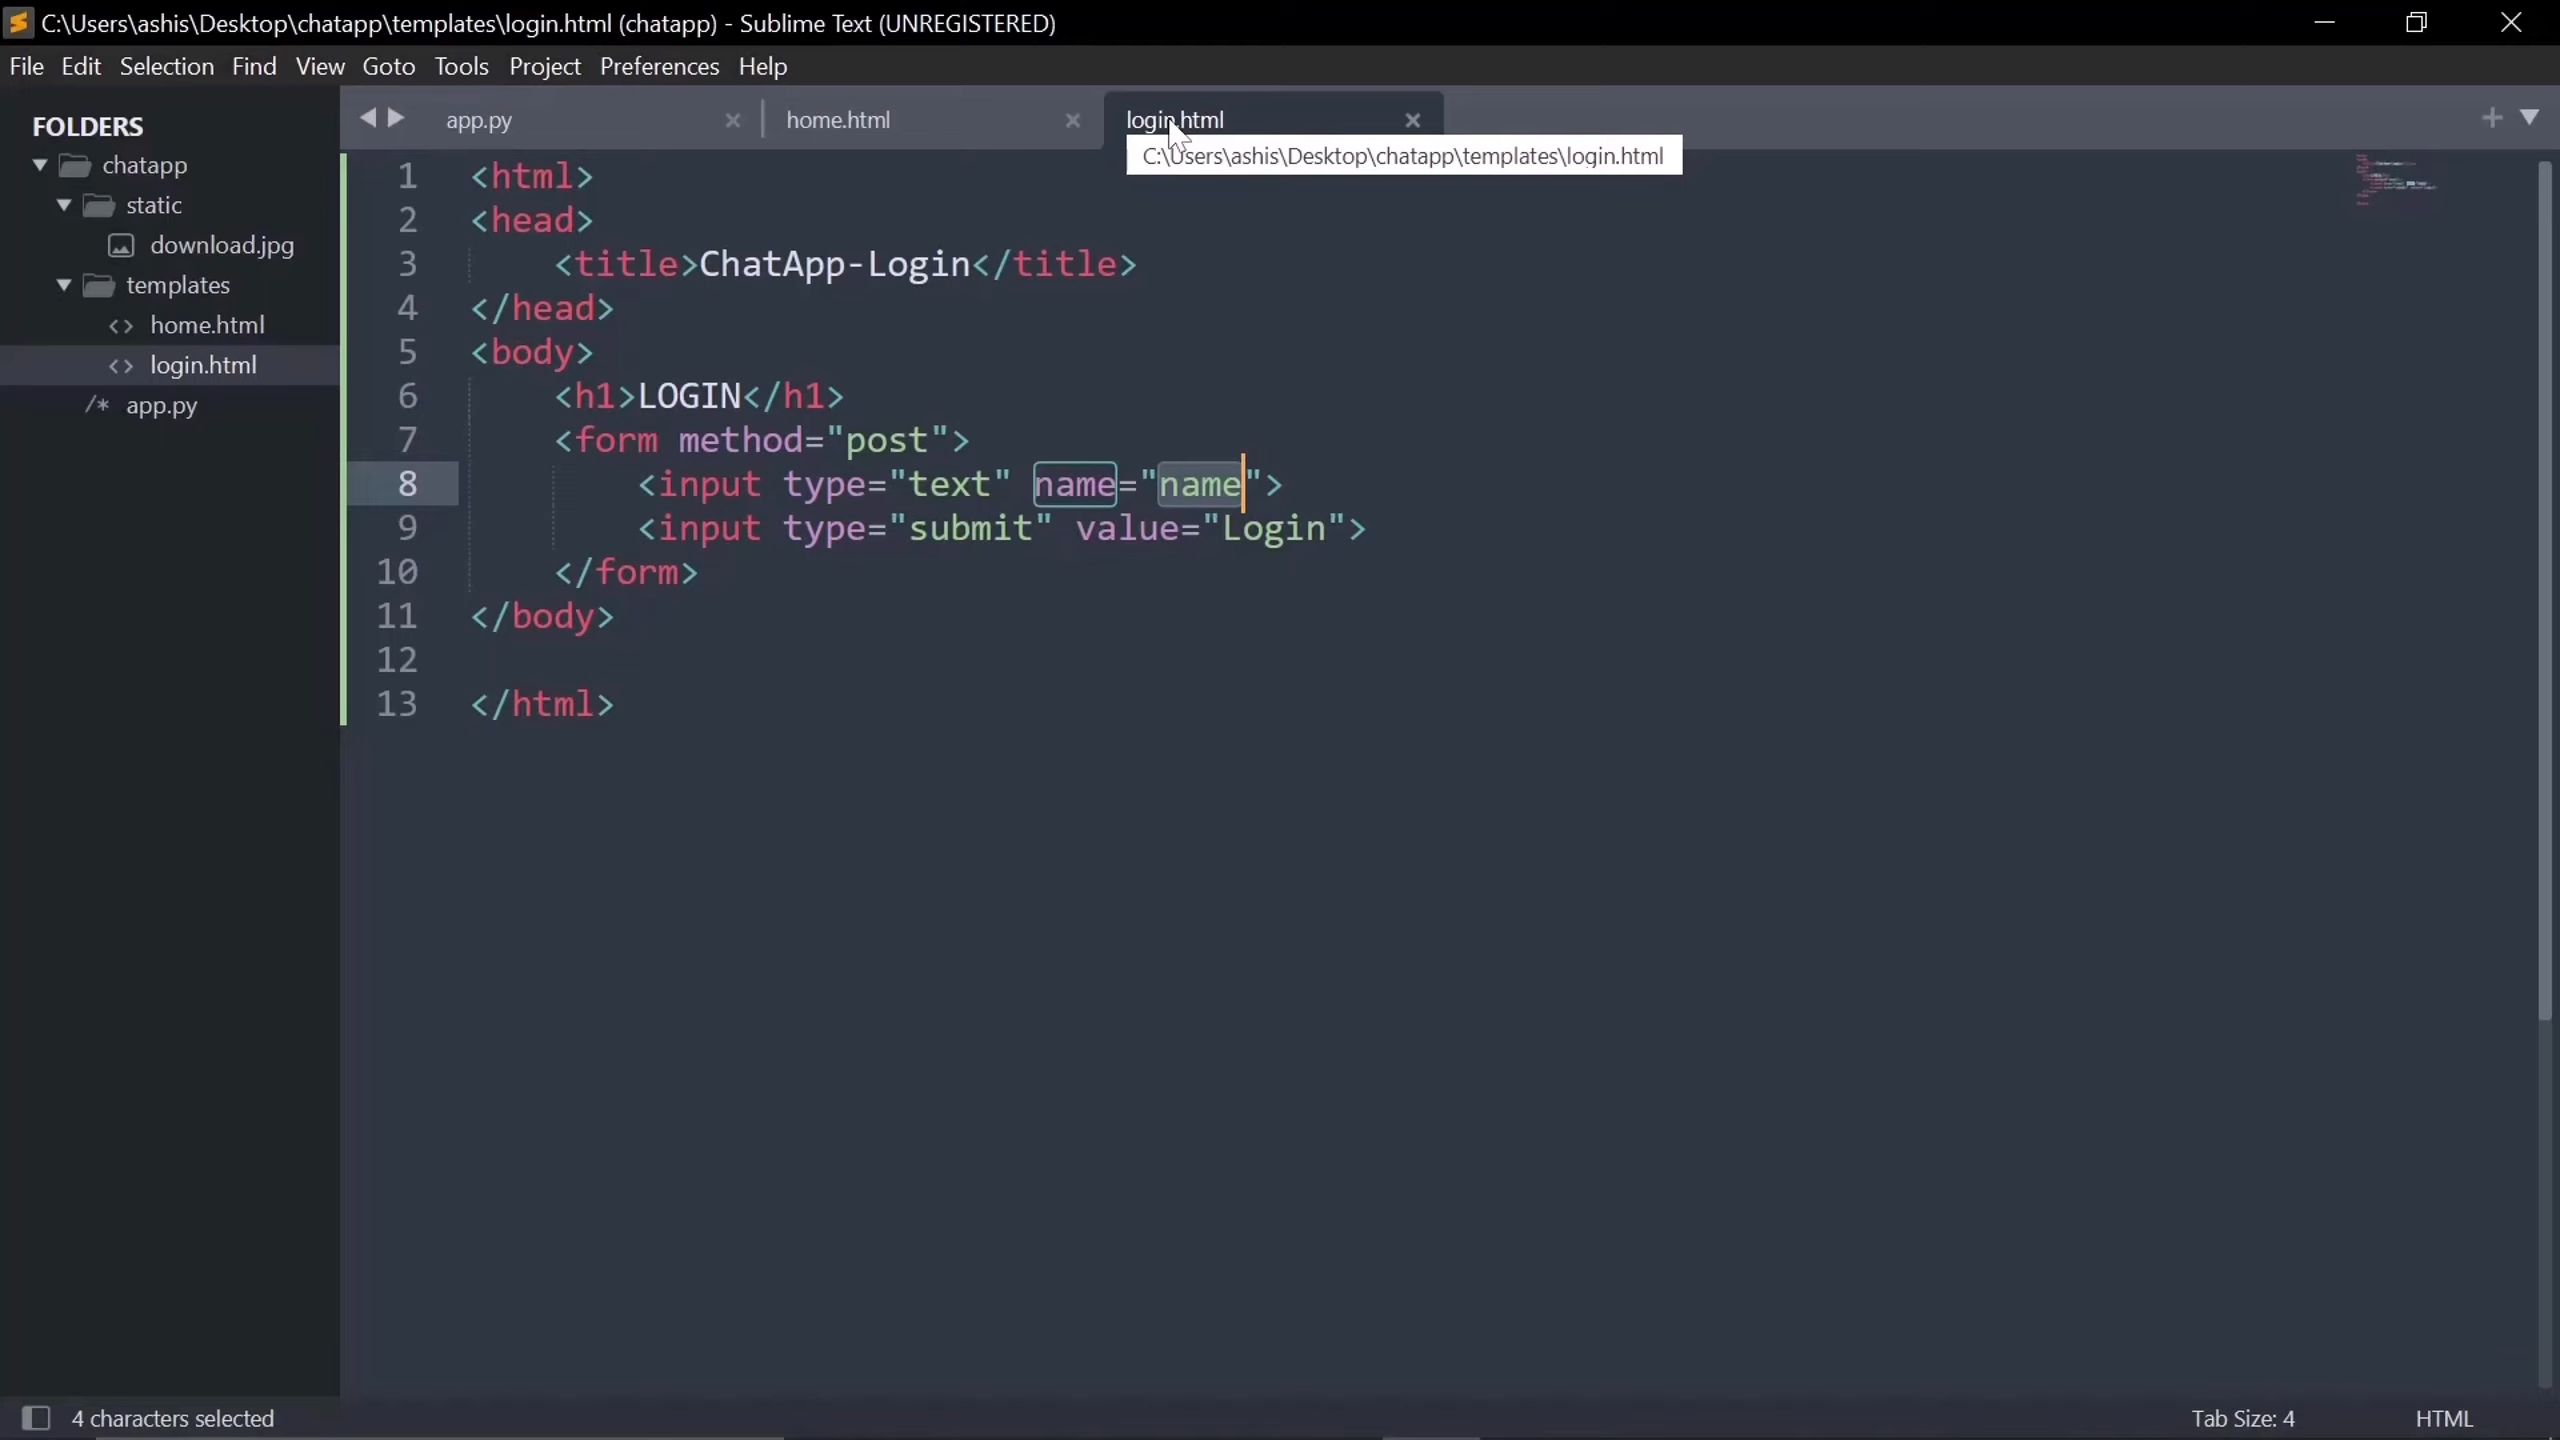 C:\Users\ashis\Desktop\chatapp\templates\login.html (chatapp) - Sublime Text (UNREGISTERED)
File Edit Selection Find View Goto Tools Project Preferences Help
FOLDERS
chatapp
static
download.jpg
templates
home.html
login.html
/* app.py
app.py
home.html
login.html
C:\Users\ashis\Desktop\chatapp\templates\login.html
1 <html>
2 <head>
3 <title>ChatApp-Login</title>
4 </head>
5 <body>
6 <h1>LOGIN</h1>
7 <form method="post">
8 <input type="text" name="name">
9 <input type="submit" value="Login">
10 </form>
11 </body>
12
13 </html>
4 characters selected
Tab Size: 4
HTML